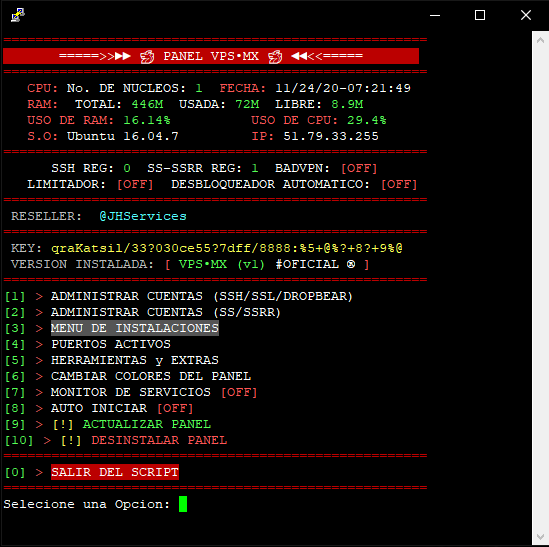 =====>>►► 🐲 PANEL VPS•MX 🐲 ◄◄<<=====
CPU: No. DE NUCLEOS: 1 FECHA: 11/24/20-07:21:49
RAM: TOTAL: 446M USADA: 72M LIBRE: 8.9M
USO DE RAM: 16.14% USO DE CPU: 29.4%
S.O: Ubuntu 16.04.7 IP: 51.79.33.255
SSH REG: 0 SS-SSRR REG: 1 BADVPN: [OFF]
LIMITADOR: [OFF] DESBLOQUEADOR AUTOMATICO: [OFF]
RESELLER: @JHServices
KEY: qraKatsil/33?030ce55?7dff/8888:%5+@%?+8?+9%@
VERSION INSTALADA: [ VPS•MX (v1) #OFICIAL ® ]
[1] > ADMINISTRAR CUENTAS (SSH/SSL/DROPBEAR)
[2] > ADMINISTRAR CUENTAS (SS/SSRR)
[3] > MENU DE INSTALACIONES
[4] > PUERTOS ACTIVOS
[5] > HERRAMIENTAS y EXTRAS
[6] > CAMBIAR COLORES DEL PANEL
[7] > MONITOR DE SERVICIOS [OFF]
[8] > AUTO INICIAR [OFF]
[9] > [!] ACTUALIZAR PANEL
[10] > [!] DESINSTALAR PANEL
[0] > SALIR DEL SCRIPT
Selecione una Opcion: